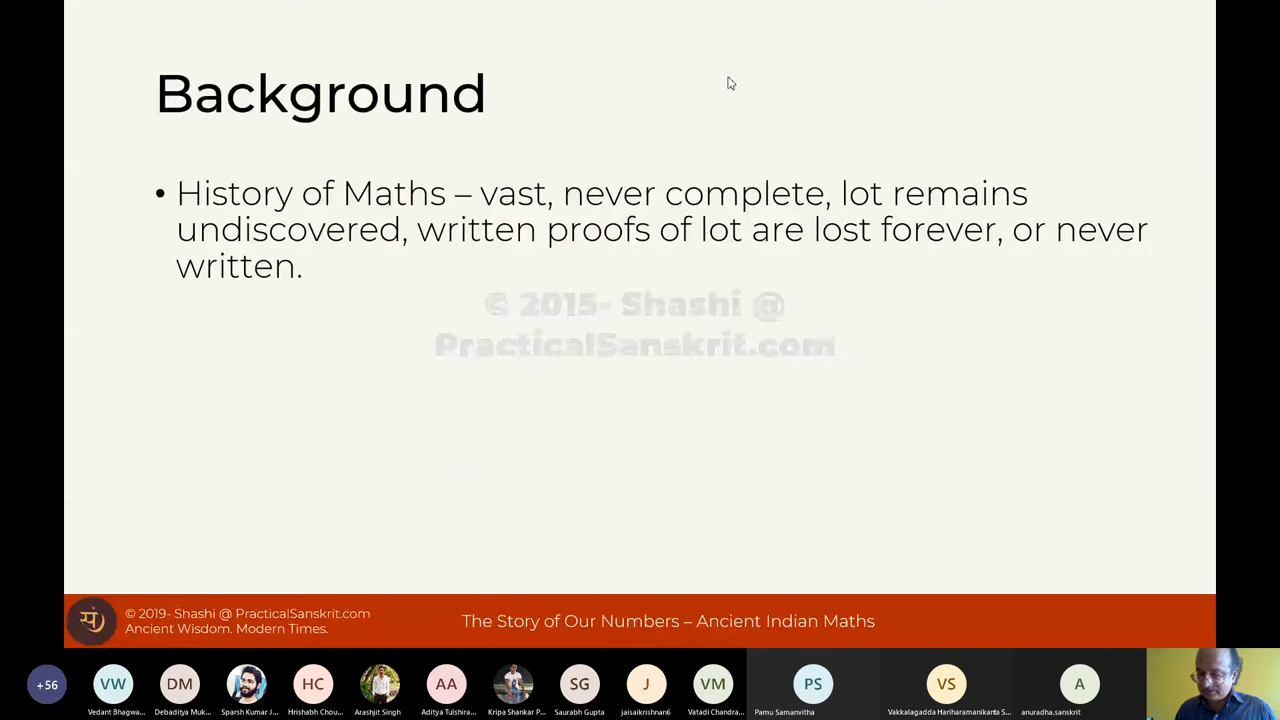 Background
• History of Maths – vast, never complete, lot remains
undiscovered, written proofs of lot are lost forever, or never
written.
© 2015- Shashi @
PracticalSanskrit.com
© 2019- Shashi @ PracticalSanskrit.com
Ancient Wisdom. Modern Times.
The Story of Our Numbers – Ancient Indian Maths
+56
VW
DM
HC
AA
SG
J
VM
PS
VS
A
Vedant Bhagwa...
Debaditya Muk...
Sparsh Kumar J...
Hrishabh Chou...
Arashjit Singh
Aditya Tulshira...
Kripa Shankar P...
Saurabh Gupta
jaisaikrishnan6
Vatadi Chandra...
Pamu Samanvitha
Vakkalagadda Hariharamanikanta S...
anuradha.sanskrit